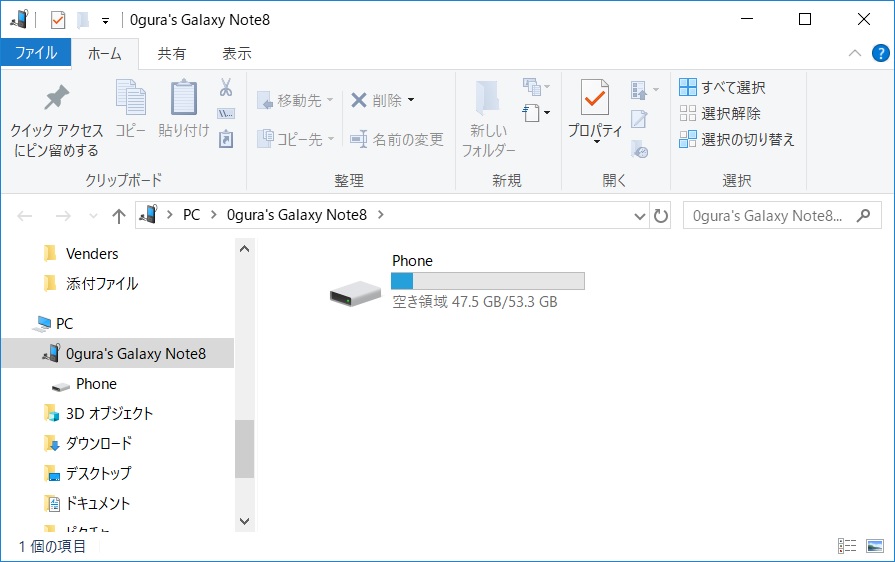 0gura's Galaxy Note8
ファイル ホーム 共有 表示
クイック アクセス
にピン留めする
コピー
貼り付け
クリップボード
移動先
コピー先
削除
名前の変更
整理
新しい
フォルダー
新規
プロパティ
開く
すべて選択
選択解除
選択の切り替え
選択
PC 0gura's Galaxy Note8
0gura's Galaxy Note8...
Venders
添付ファイル
PC
0gura's Galaxy Note8
Phone
3D オブジェクト
ダウンロード
デスクトップ
ドキュメント
Phone
空き領域 47.5 GB/53.3 GB
1 個の項目